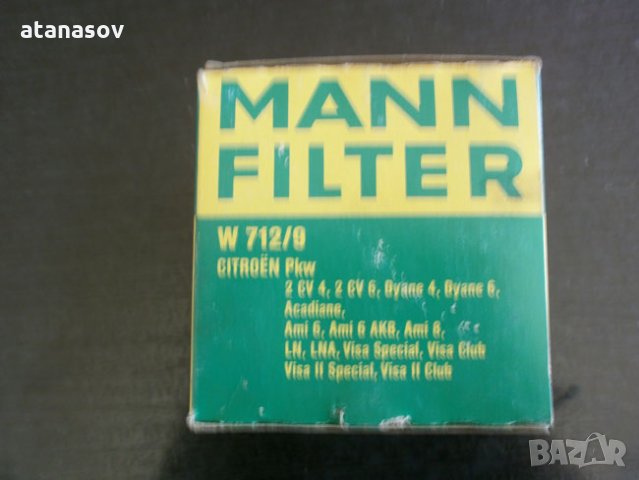 atanasov
MANN
FILTER
W 712/9
CITROËN Pkw
2 CV 4, 2 CV 6, Dyane 4, Dyane 6,
Acadiane,
Ami 6, Ami 6 AKB, Ami 8,
LN, LNA, Visa Special, Visa Club
Visa II Special, Visa II Club
BAZAR